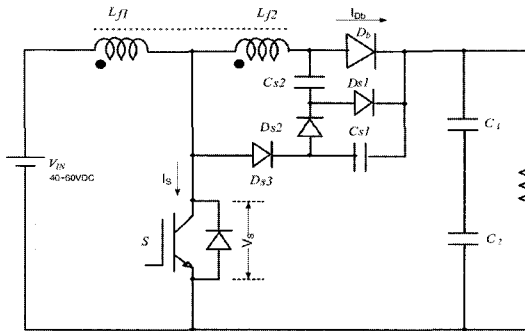 Lf1
Lf2
IDb
Db
Cs2
Ds1
Ds2
Cs1
Ds3
VIN
40~60VDC
IS
S
VS
C1
C2